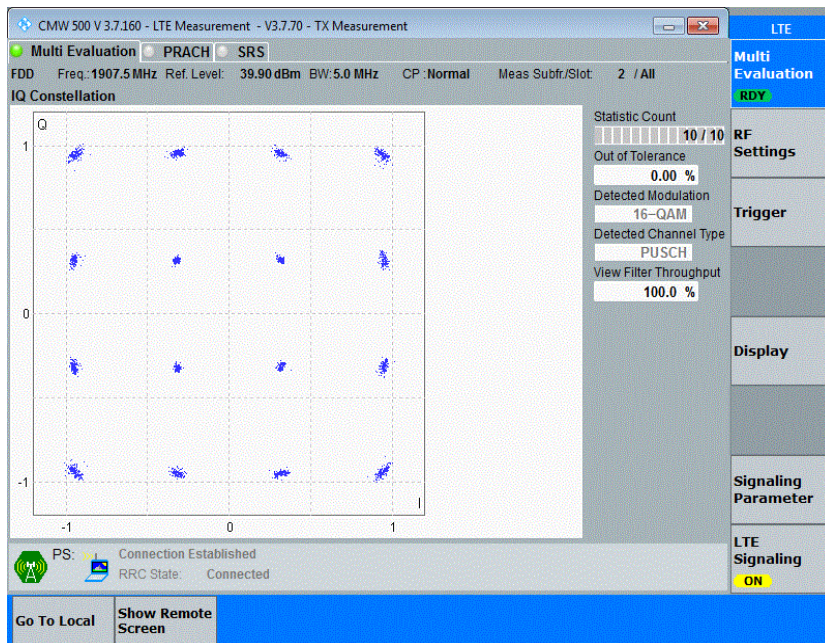 CMW 500 V 3.7.160 - LTE Measurement - V3.7.70 - TX Measurement
LTE
Multi Evaluation PRACH SRS
FDD Freq.: 1907.5 MHz Ref. Level: 39.90 dBm BW: 5.0 MHz CP : Normal Meas Subfr./Slot: 2 / All
IQ Constellation
Q
1
0
-1
-1 0 1
I
Statistic Count
10 / 10
Out of Tolerance
0.00 %
Detected Modulation
16-QAM
Detected Channel Type
PUSCH
View Filter Throughput
100.0 %
Multi
Evaluation
RDY
RF
Settings
Trigger
Display
Signaling
Parameter
LTE
Signaling
ON
PS: Connection Established
RRC State: Connected
Go To Local
Show Remote
Screen